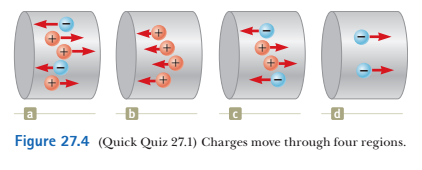 a b c d
Figure 27.4 (Quick Quiz 27.1) Charges move through four regions.